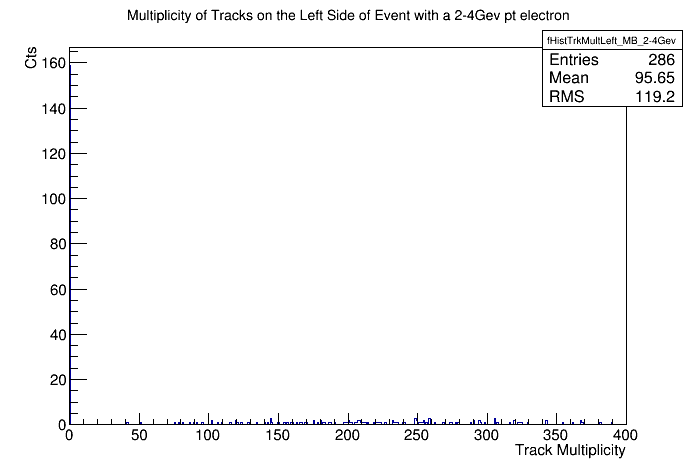 Multiplicity of Tracks on the Left Side of Event with a 2-4Gev pt electron
fHistTrkMultLeft_MB_2-4Gev
Entries 286
Mean 95.65
RMS 119.2
Cts
160
140
120
100
80
60
40
20
0
0 50 100 150 200 250 300 350 400
Track Multiplicity